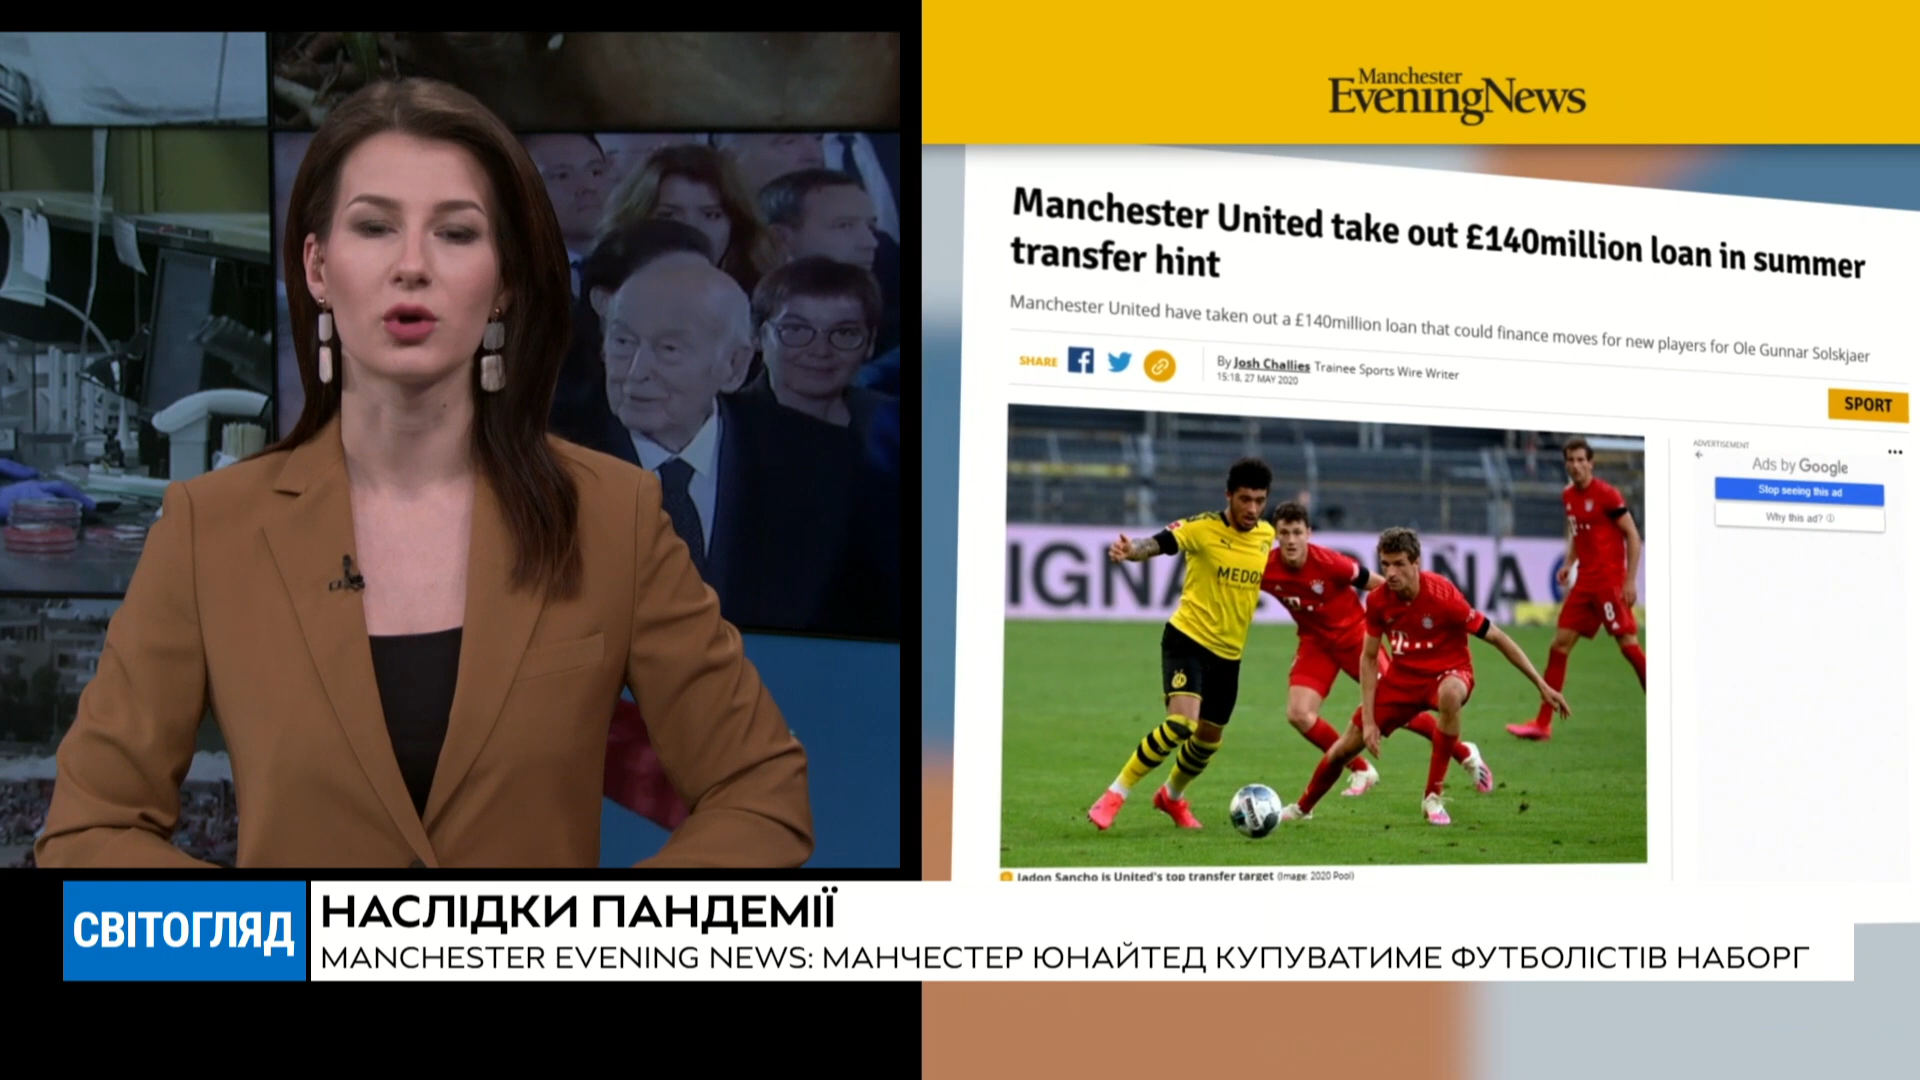 Manchester
EveningNews
Manchester United take out £140million loan in summer
transfer hint
Manchester United have taken out a £140million loan that could finance moves for new players for Ole Gunnar Solskjaer
SHARE
By Josh Challies Trainee Sports Wire Writer
15:18, 27 MAY 2020
SPORT
ADVERTISEMENT
Ads by Google
Stop seeing this ad
Why this ad?
IGNA
ÑA
MEDO
8
Jadon Sancho is United's top transfer target (Image: 2020 Pool)
СВІТОГЛЯД
НАСЛІДКИ ПАНДЕМІЇ
MANCHESTER EVENING NEWS: МАНЧЕСТЕР ЮНАЙТЕД КУПУВАТИМЕ ФУТБОЛІСТІВ НАБОРГ